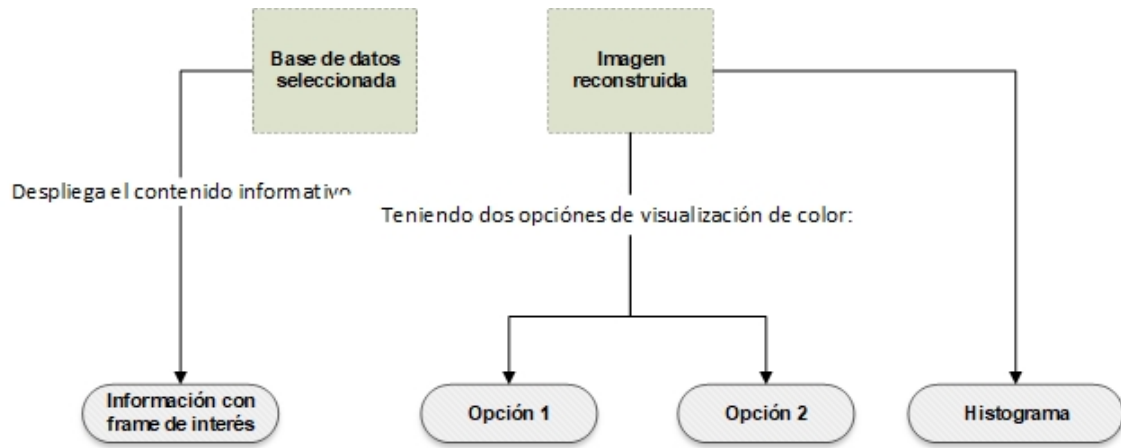 Base de datos
seleccionada
Imagen
reconstruida
Despliega el contenido informativo
Teniendo dos opciónes de visualización de color:
Información con
frame de interés
Opción 1
Opción 2
Histograma